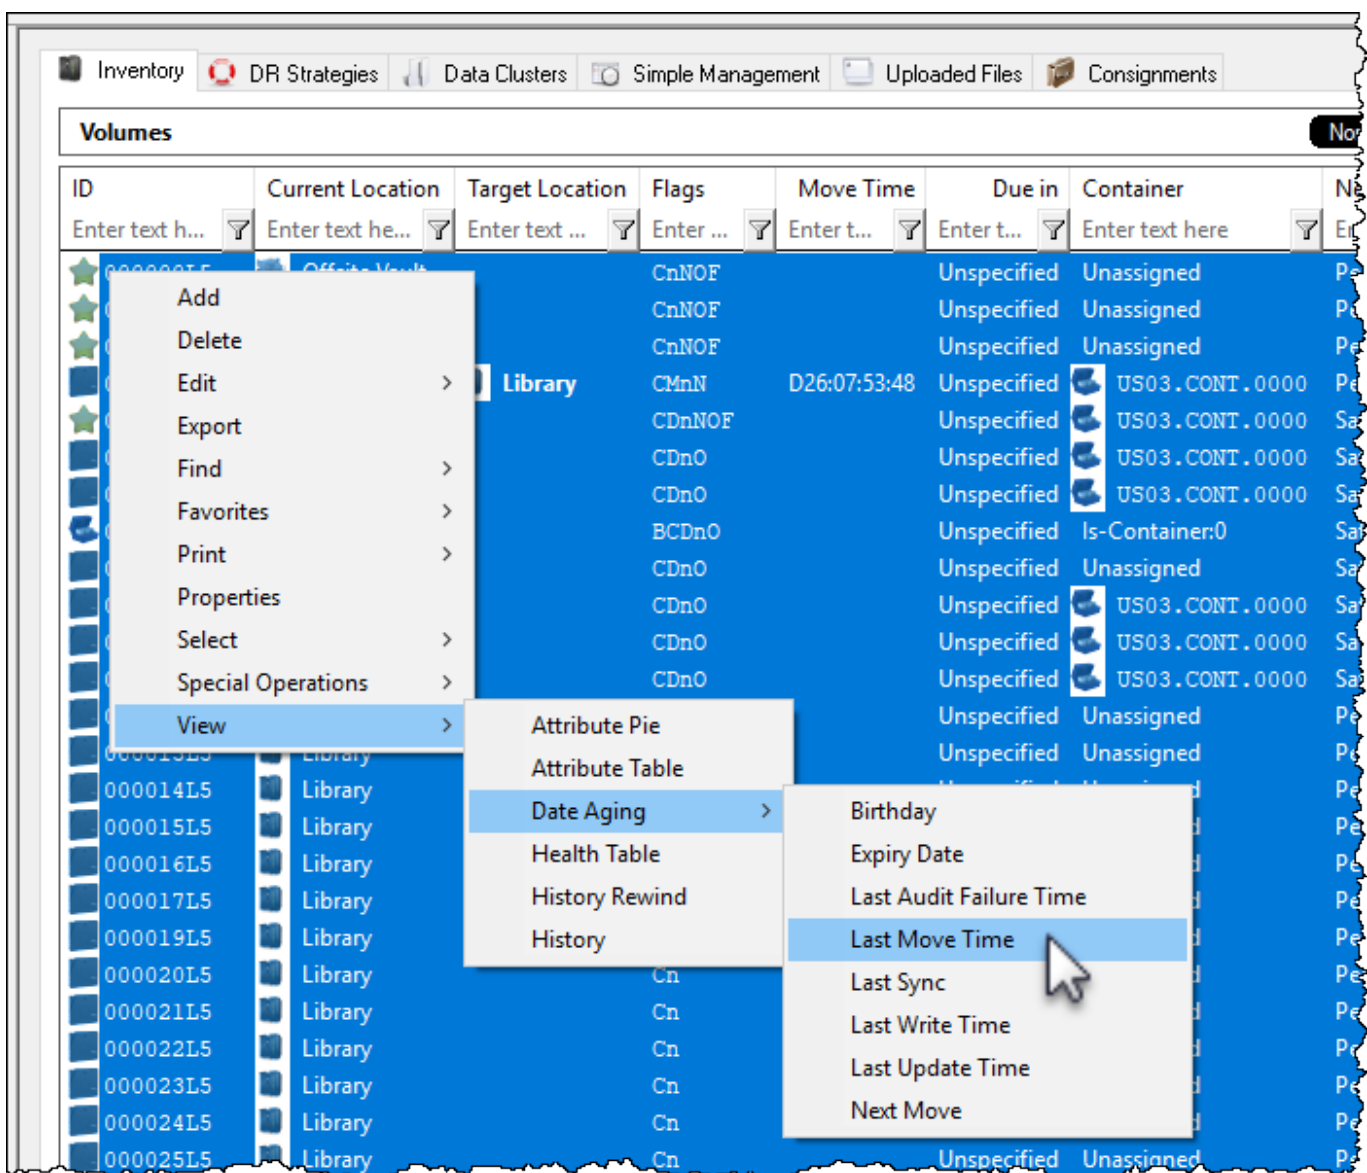 Inventory DR Strategies Data Clusters Simple Management Uploaded Files Consignments
Volumes
ID Current Location Target Location Flags Move Time Due in Container
Enter text h... Enter text he... Enter text ... Enter ... Enter t... Enter t... Enter text here
CnNOF Unspecified Unassigned
Add CnNOF Unspecified Unassigned
Delete CnNOF Unspecified Unassigned
Edit Library CMnN D26:07:53:48 Unspecified US03.CONT.0000
Export CDnNOF Unspecified US03.CONT.0000
Find CDnO Unspecified US03.CONT.0000
Favorites CDnO Unspecified US03.CONT.0000
Print BCDnO Unspecified Is-Container:0
CDnO Unspecified Unassigned
Properties CDnO Unspecified US03.CONT.0000
Select CDnO Unspecified US03.CONT.0000
Special Operations CDnO Unspecified US03.CONT.0000
View Attribute Pie Unspecified Unassigned
Library Attribute Table Unspecified Unassigned
000014L5 Library
Date Aging Birthday
000015L5 Library
Health Table Expiry Date
000016L5 Library
History Rewind Last Audit Failure Time
000017L5 Library
History Last Move Time
000019L5 Library
000020L5 Library Cn Last Sync
000021L5 Library Cn Last Write Time
000022L5 Library Cn Last Update Time
000023L5 Library Cn
Next Move
000024L5 Library Cn
000025L5 Library Cn Unspecified Unassigned